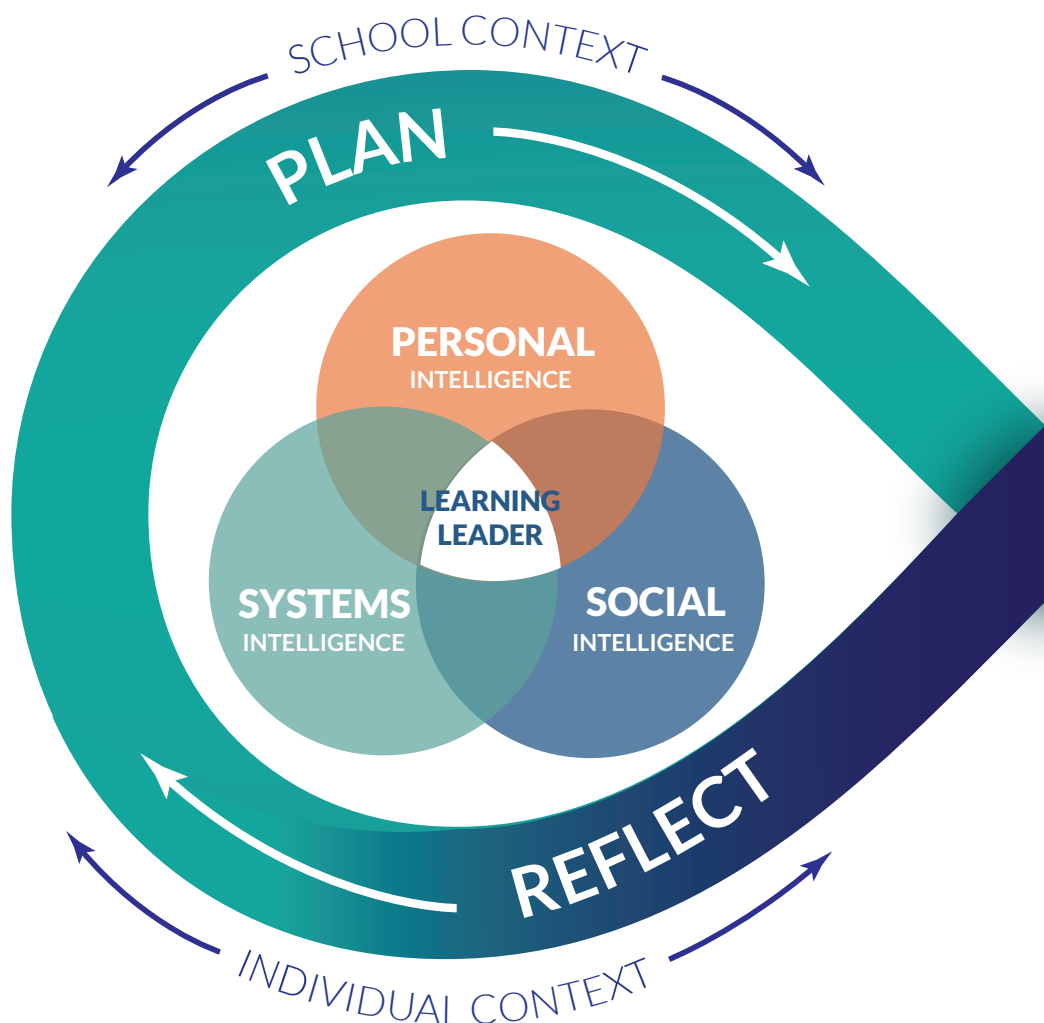 SCHOOL CONTEXT
PLAN
PERSONAL
INTELLIGENCE
LEARNING
LEADER
SYSTEMS
INTELLIGENCE
SOCIAL
INTELLIGENCE
REFLECT
INDIVIDUAL CONTEXT